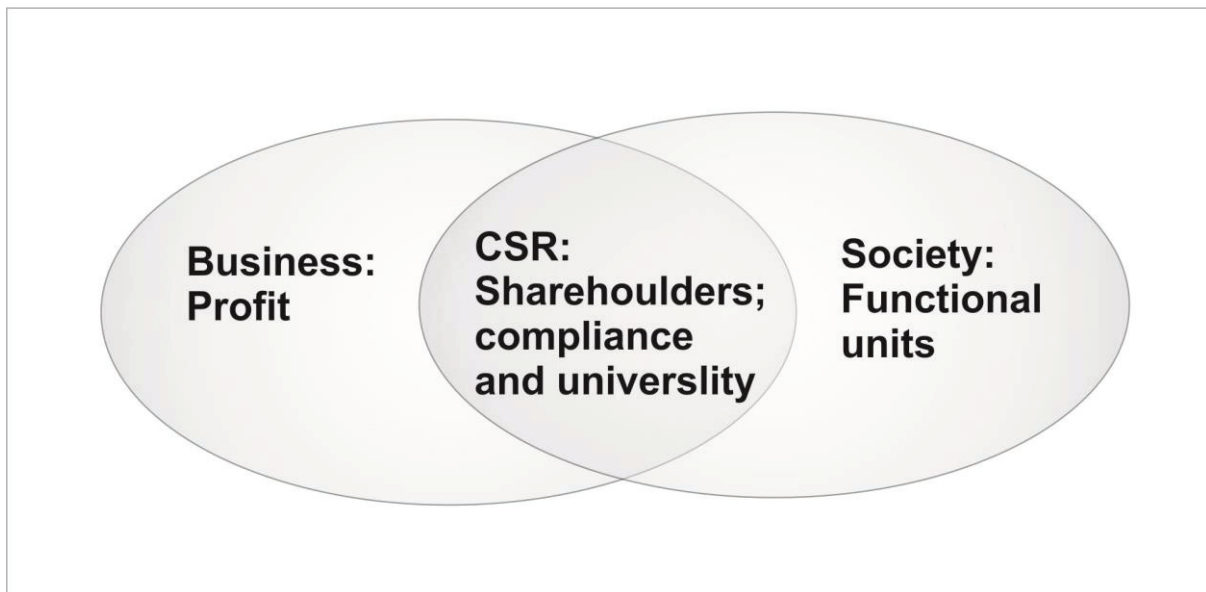 Business:
Profit
CSR:
Sharehoulders;
compliance
and universlity
Society:
Functional
units